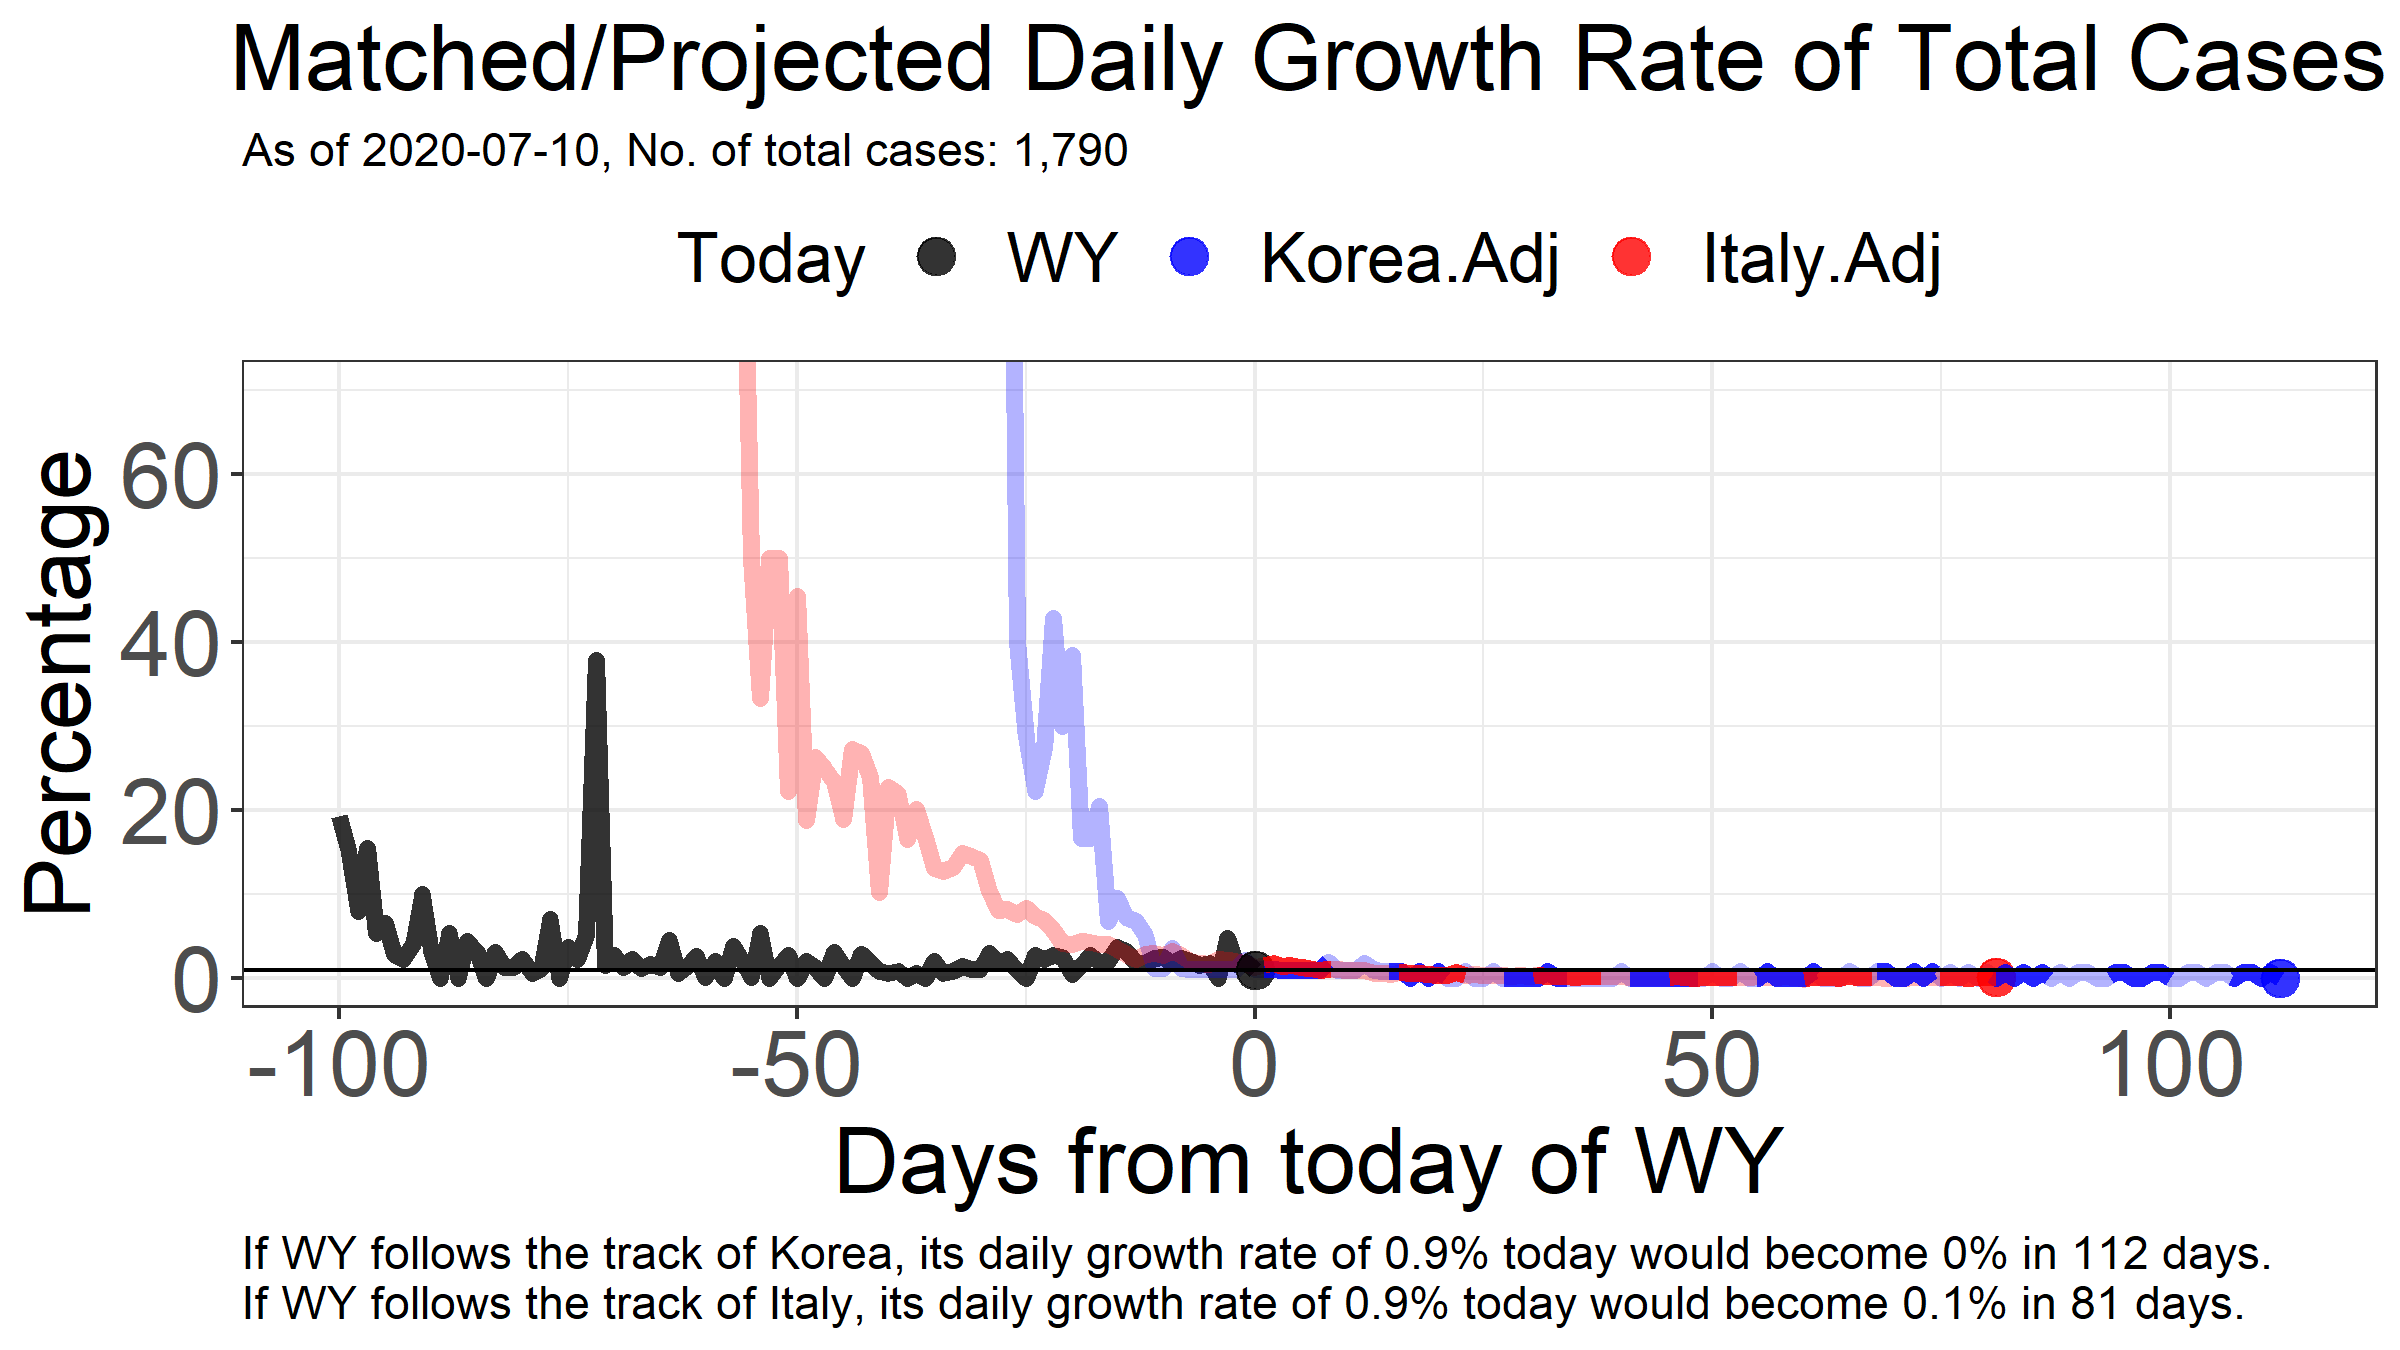 Matched/Projected Daily Growth Rate of Total Cases
As of 2020-07-10, No. of total cases: 1,790
Today WY Korea.Adj Italy.Adj
Percentage
60
40
20
0
-100 -50 0 50 100
Days from today of WY
If WY follows the track of Korea, its daily growth rate of 0.9% today would become 0% in 112 days.
If WY follows the track of Italy, its daily growth rate of 0.9% today would become 0.1% in 81 days.